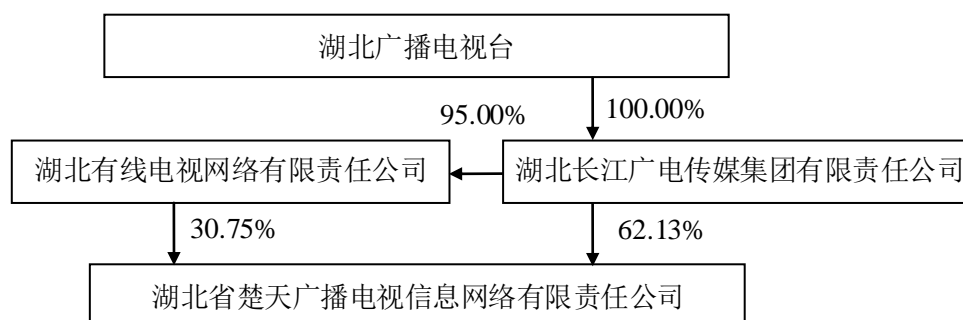 湖北广播电视台
95.00%
100.00%
湖北有线电视网络有限责任公司
湖北长江广电传媒集团有限责任公司
30.75%
62.13%
湖北省楚天广播电视信息网络有限责任公司